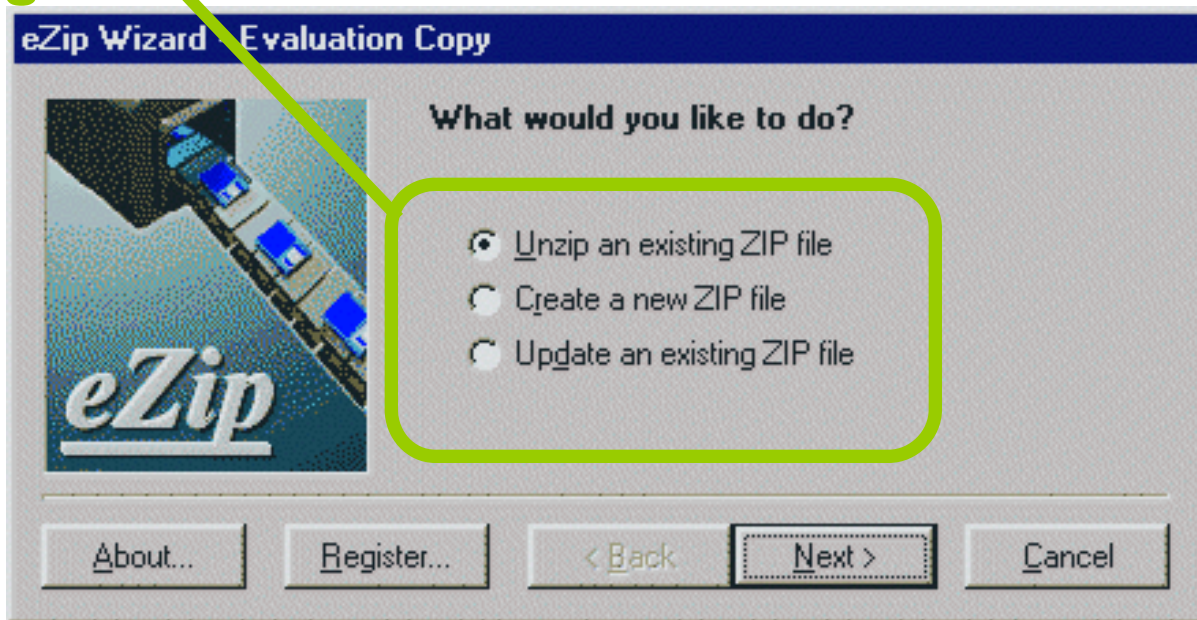 eZip Wizard - Evaluation Copy
What would you like to do?
Unzip an existing ZIP file
Create a new ZIP file
Update an existing ZIP file
eZip
About... Register... < Back Next > Cancel